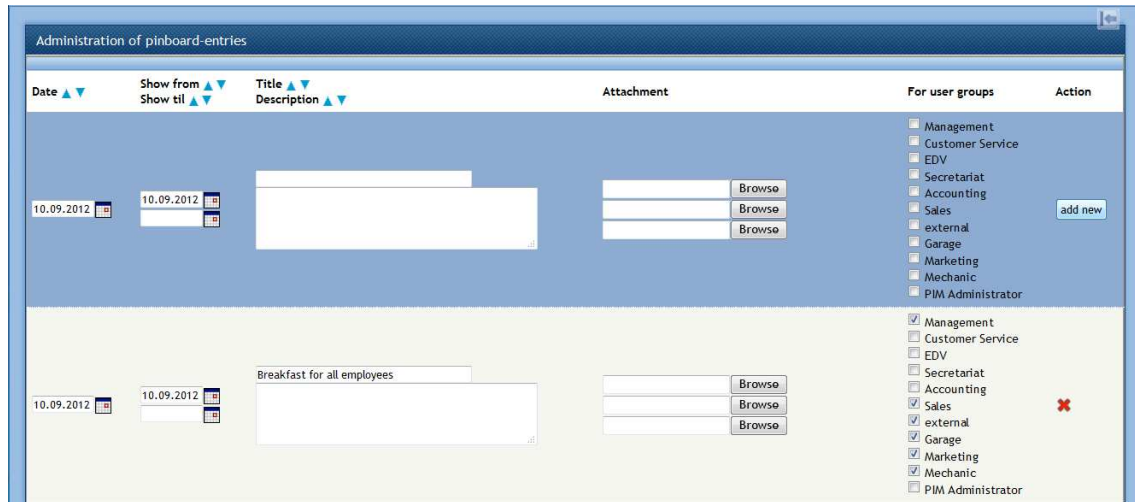 Administration of pinboard-entries
Date
Show from
Show til
Title
Description
Attachment
For user groups
Action
10.09.2012
10.09.2012
Browse
Browse
Browse
Management
Customer Service
EDV
Secretariat
Accounting
Sales
external
Garage
Marketing
Mechanic
PIM Administrator
add new
10.09.2012
10.09.2012
Breakfast for all employees
Browse
Browse
Browse
Management
Customer Service
EDV
Secretariat
Accounting
Sales
external
Garage
Marketing
Mechanic
PIM Administrator